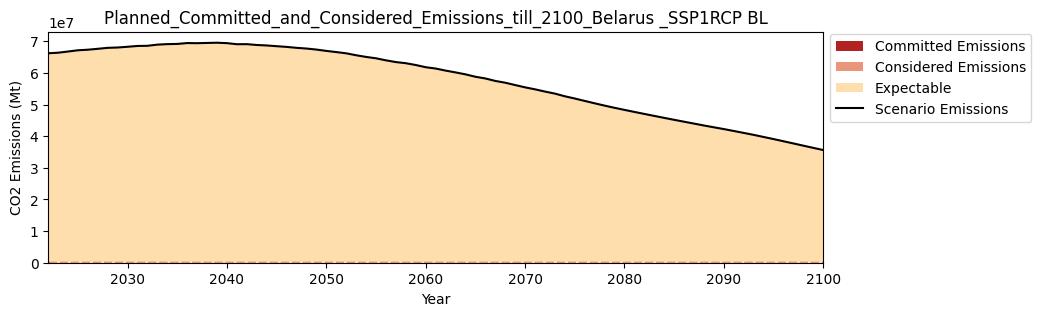 Planned_Committed_and_Considered_Emissions_till_2100_Belarus _SSP1RCP BL
1e7
7
6
5
4
3
2
1
0
CO2 Emissions (Mt)
2030 2040 2050 2060 2070 2080 2090 2100
Year
Committed Emissions
Considered Emissions
Expectable
Scenario Emissions